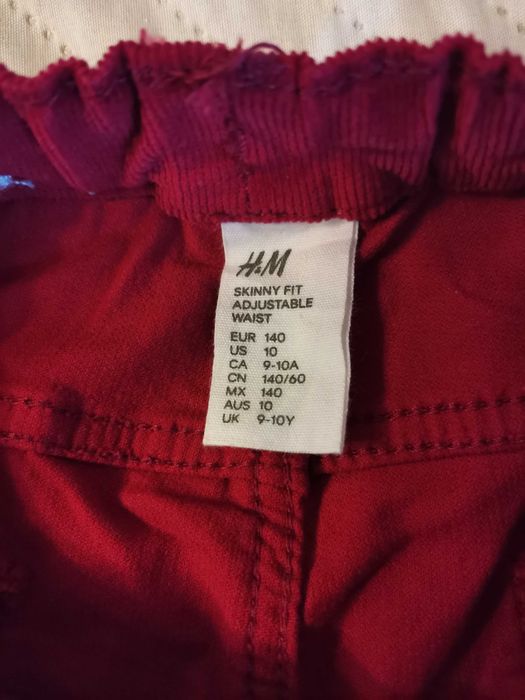 H&M
SKINNY FIT
ADJUSTABLE
WAIST
EUR 140
US 10
CA 9-10A
CN 140/60
MX 140
AUS 10
UK 9-10Y